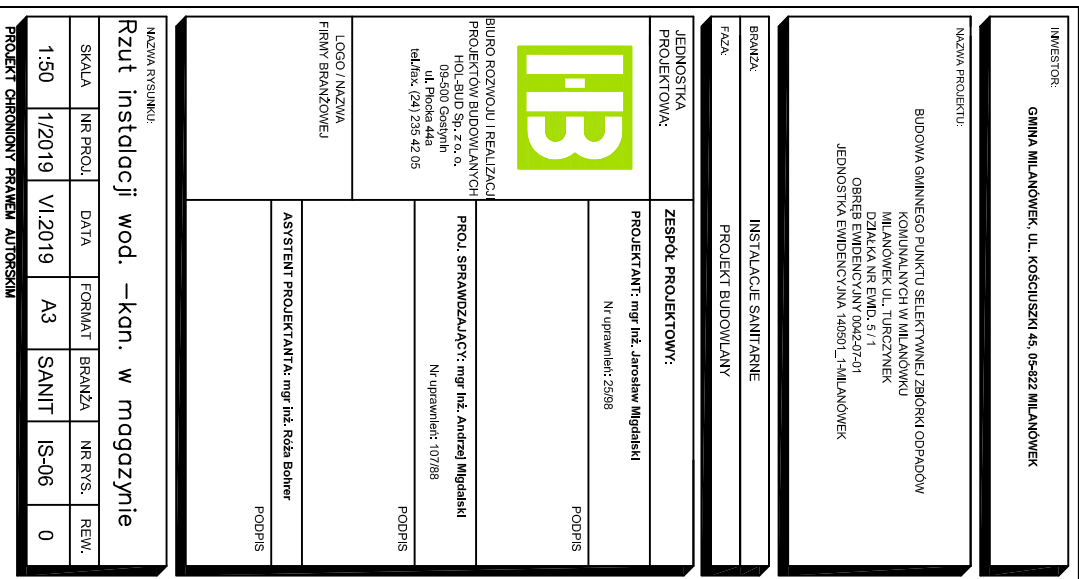 INWESTOR:
GMINA MILANÓWEK, UL. KOŚCIUSZKI 45, 05-822 MILANÓWEK
NAZWA PROJEKTU:
BUDOWA GMINNEGO PUNKTU SELEKTYWNEJ ZBIÓRKI ODPADÓW
KOMUNALNYCH W MILANÓWKU
MILANÓWEK UL. TURCZYNEK
DZIAŁKA NR EWID. 5 / 1
OBRĘB EWIDENCYJNY 0042-07-01
JEDNOSTKA EWIDENCYJNA 140501_1-MILANÓWEK
BRANŻA: INSTALACJE SANITARNE
FAZA: PROJEKT BUDOWLANY
JEDNOSTKA
PROJEKTOWA:
BIURO ROZWOJU I REALIZACJI
PROJEKTÓW BUDOWLANYCH
HOL-BUD Sp. z o. o.
09-500 Gostynin
ul. Płocka 44a
tel./fax. (24) 235 42 05
LOGO / NAZWA
FIRMY BRANŻOWEJ
ZESPÓŁ PROJEKTOWY:
PROJEKTANT: mgr inż. Jarosław Migdalski
Nr uprawnień: 25/98
PODPIS
PROJ. SPRAWDZAJĄCY: mgr inż. Andrzej Migdalski
Nr uprawnień: 107/88
PODPIS
ASYSTENT PROJEKTANTA: mgr inż. Róża Bohrer
PODPIS
NAZWA RYSUNKU:
Rzut instalacji wod. -kan. w magazynie
SKALA NR PROJ. DATA FORMAT BRANŻA NR RYS. REW.
1:50 1/2019 VI.2019 A3 SANIT IS-06 0
PROJEKT CHRONIONY PRAWEM AUTORSKIM